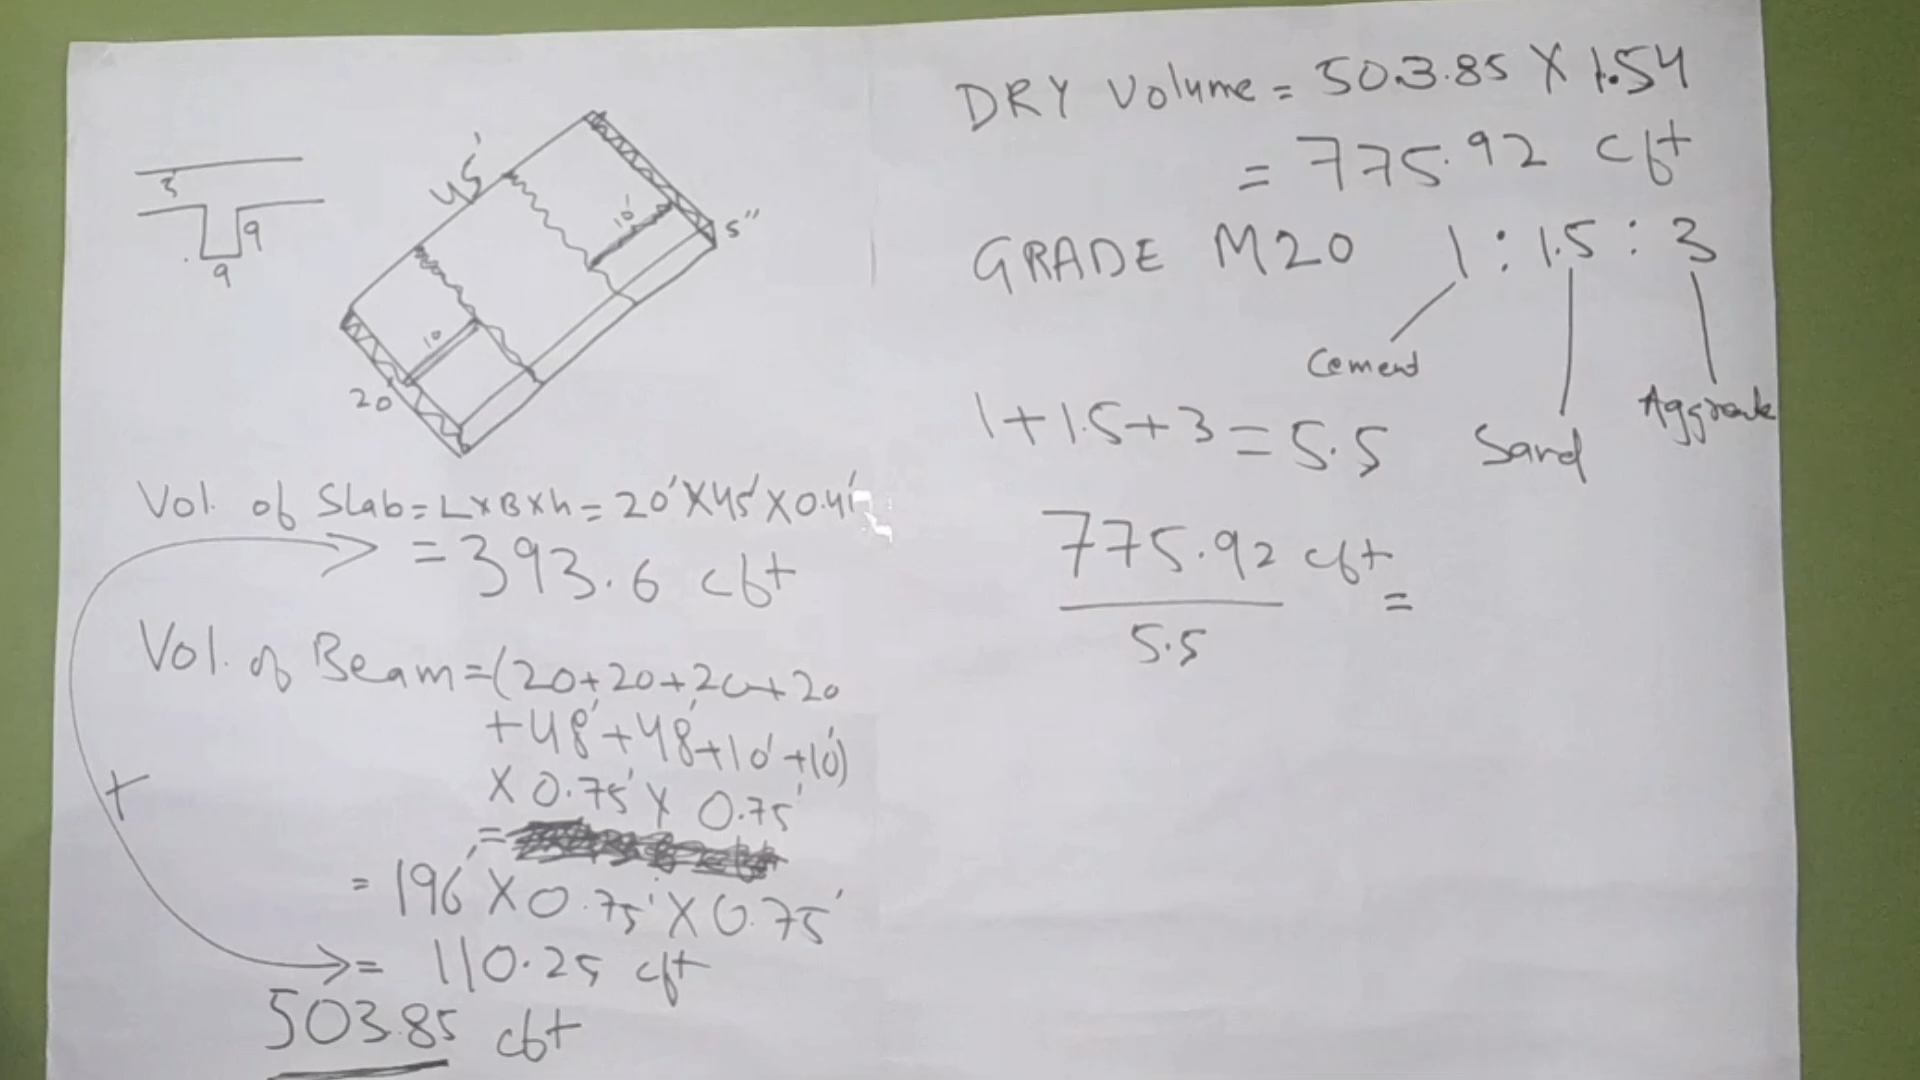 45'
5
9
9
10'
5"
10
20'
Vol. of Slab = L x B x h = 20' X 45' X 0.41'
= 393.6 cft
Vol. of Beam = (20+20+20+20
+48'+48'+10'+10')
X 0.75' X 0.75'
=
= 196' X 0.75' X 0.75'
+
= 110.25 cft
503.85 cft
DRY Volume = 503.85 X 1.54
= 775.92 cft
GRADE M20 1 : 1.5 : 3
Cement
Sand
1+1.5+3 = 5.5
775.92 cft =
5.5